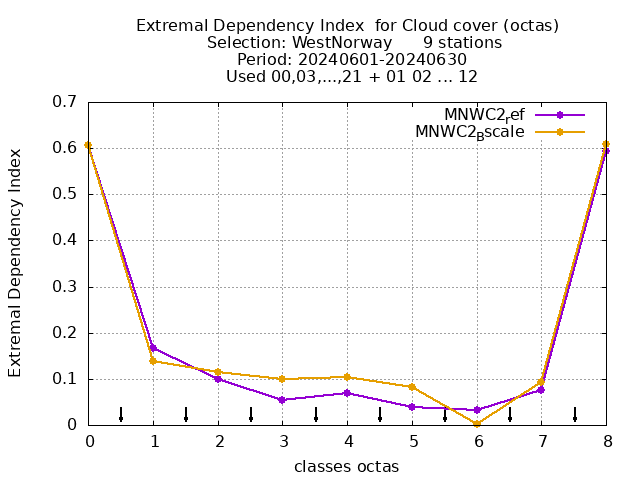 Extremal Dependency Index  for Cloud cover (octas)
Selection: WestNorway      9 stations
Period: 20240601-20240630
Used 00,03,...,21 + 01 02 ... 12
MNWC2ref
MNWC2Bscale
0.7
0.6
0.5
0.4
0.3
0.2
0.1
0
Extremal Dependency Index
0 1 2 3 4 5 6 7 8
classes octas